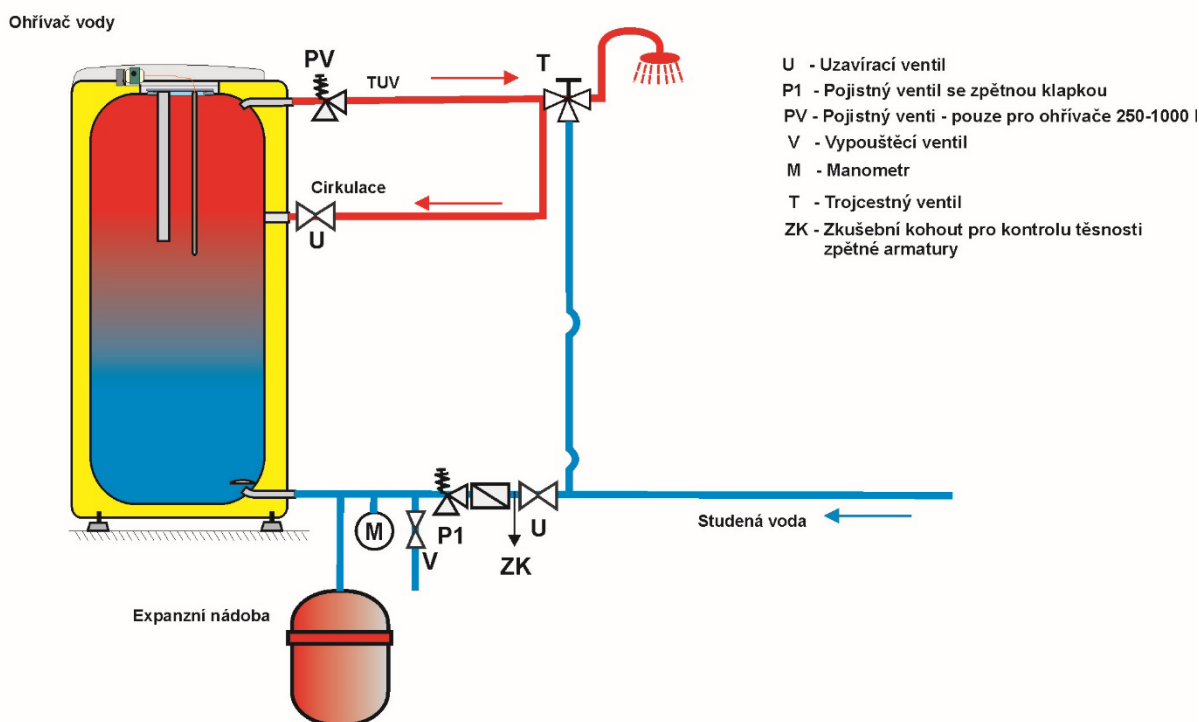 Ohřívač vody
PV
TUV
T
Cirkulace
U
U - Uzavírací ventil
P1 - Pojistný ventil se zpětnou klapkou
PV - Pojistný venti - pouze pro ohřívače 250-1000 l
V - Vypouštěcí ventil
M - Manometr
T - Trojcestný ventil
ZK - Zkušební kohout pro kontrolu těsnosti
zpětné armatury
M
V
P1
ZK
U
Studená voda
Expanzní nádoba